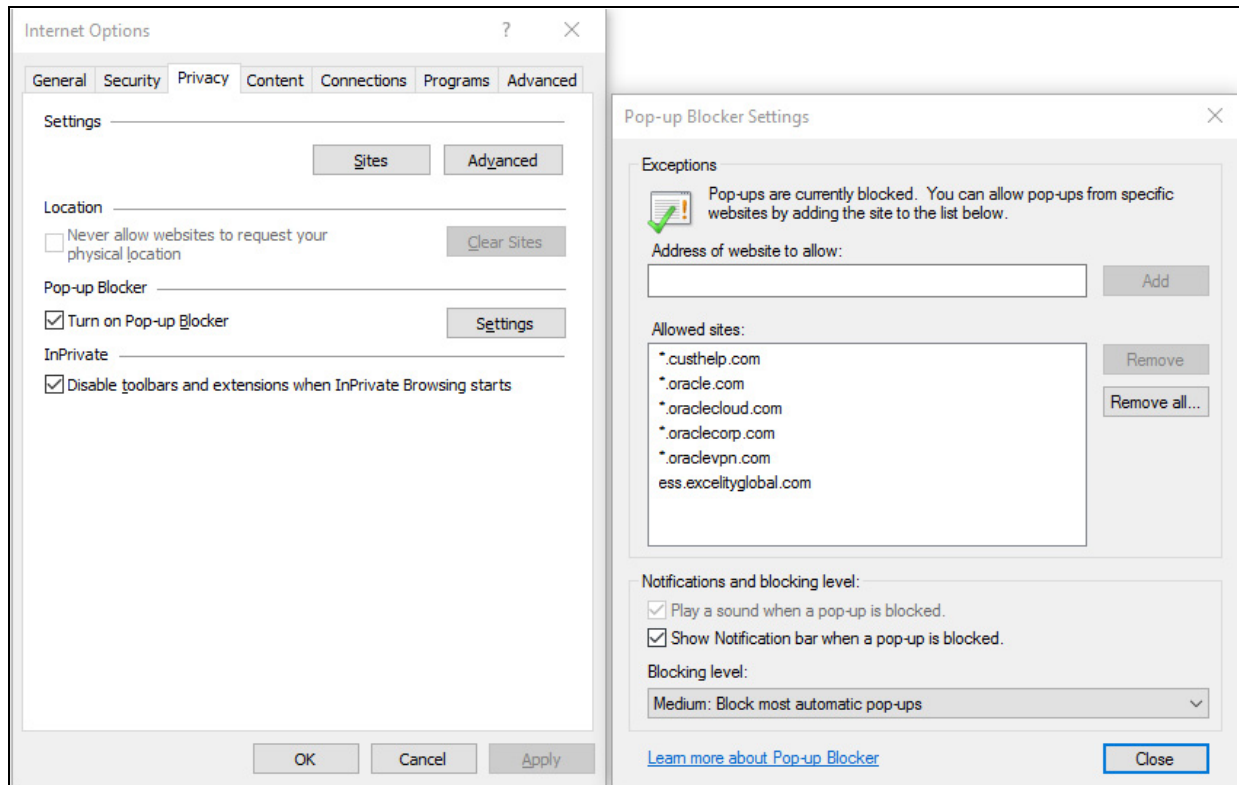 Internet Options
?
General Security Privacy Content Connections Programs Advanced
Settings
Sites Advanced
Location
Never allow websites to request your
physical location
Clear Sites
Pop-up Blocker
Turn on Pop-up Blocker
Settings
InPrivate
Disable toolbars and extensions when InPrivate Browsing starts
OK Cancel Apply
Pop-up Blocker Settings
Exceptions
Pop-ups are currently blocked. You can allow pop-ups from specific
websites by adding the site to the list below.
Address of website to allow:
Add
Allowed sites:
*.custhelp.com
*.oracle.com
*.oraclecloud.com
*.oraclecorp.com
*.oraclevpn.com
ess.excelityglobal.com
Remove
Remove all...
Notifications and blocking level:
Play a sound when a pop-up is blocked.
Show Notification bar when a pop-up is blocked.
Blocking level:
Medium: Block most automatic pop-ups
Learn more about Pop-up Blocker
Close